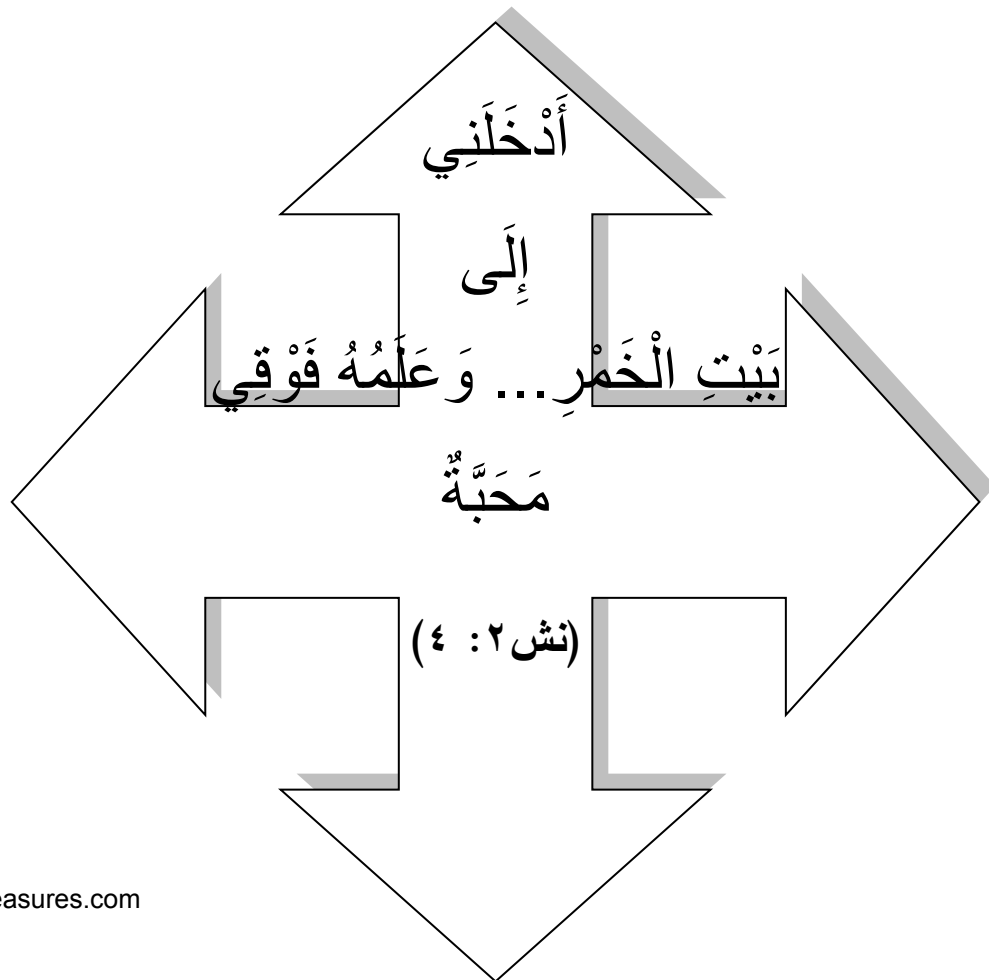 أَدْخَلَنِي
إِلَى
بَيْتِ الْخَمْرِ... وَعَلَمُهُ فَوْقِي
مَحَبَّةٌ
(نش٢: ٤)
easures.com